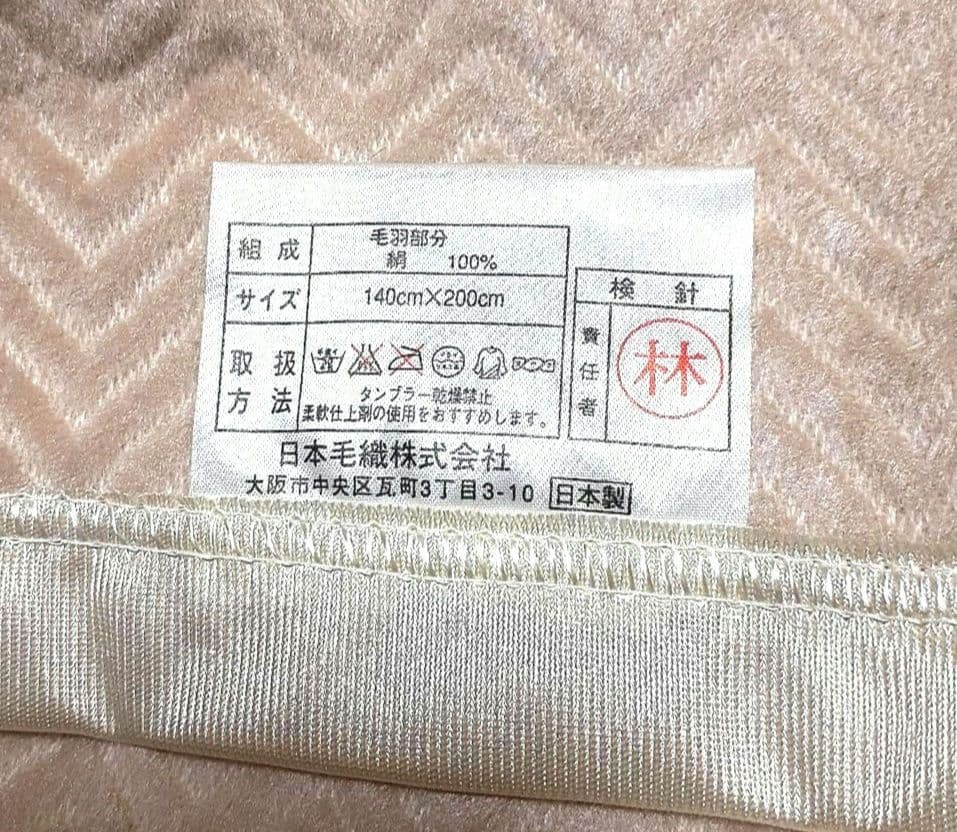 組成 毛羽部分
絹 100%
サイズ 140cm×200cm
取扱
方法
タンブラー乾燥禁止
柔軟仕上剤の使用をおすすめします。
検針
責任者
林
日本毛織株式会社
大阪市中央区瓦町3丁目3-10 日本製